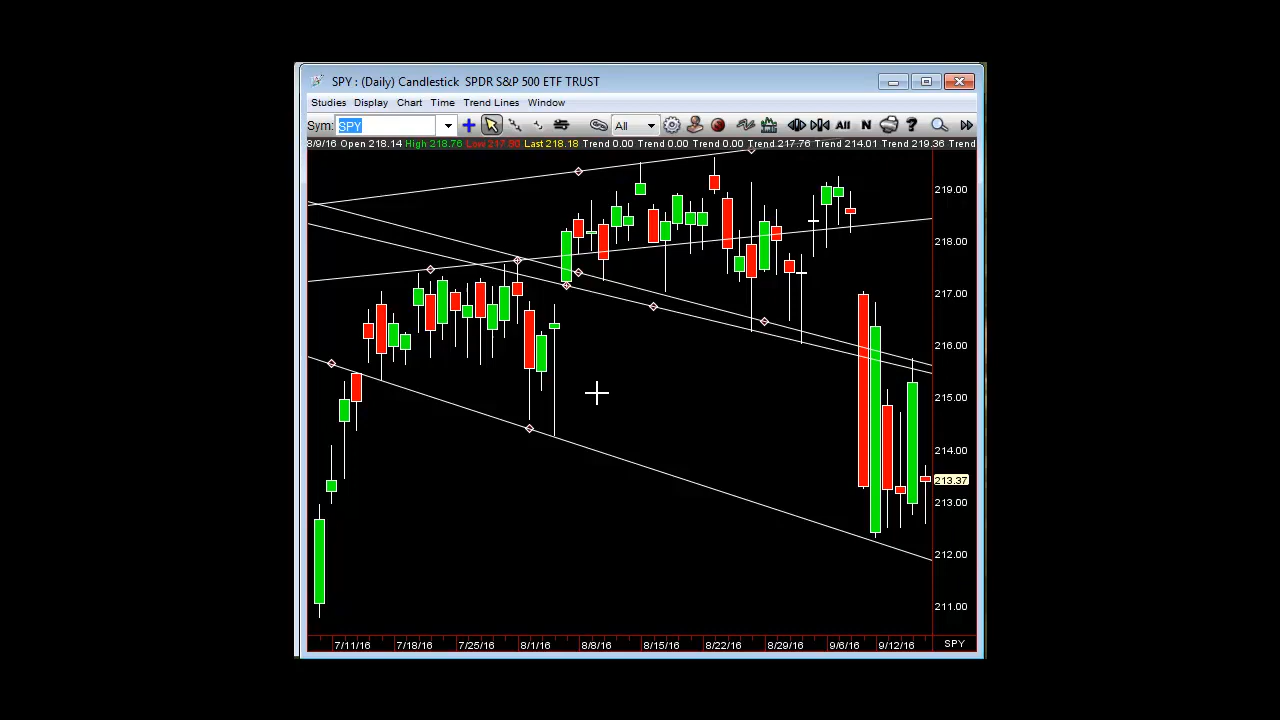 SPY : (Daily) Candlestick SPDR S&P 500 ETF TRUST
Studies Display Chart Time Trend Lines Window
Sym: SPY All All N ?
8/9/16 Open 218.14 High 218.76 Low 217.80 Last 218.18 Trend 0.00 Trend 0.00 Trend 0.00 Trend 217.76 Trend 214.01 Trend 219.36 Trend
219.00
218.00
217.00
216.00
215.00
214.00
213.37
213.00
212.00
211.00
7/11/16 7/18/16 7/25/16 8/1/16 8/8/16 8/15/16 8/22/16 8/29/16 9/6/16 9/12/16 SPY